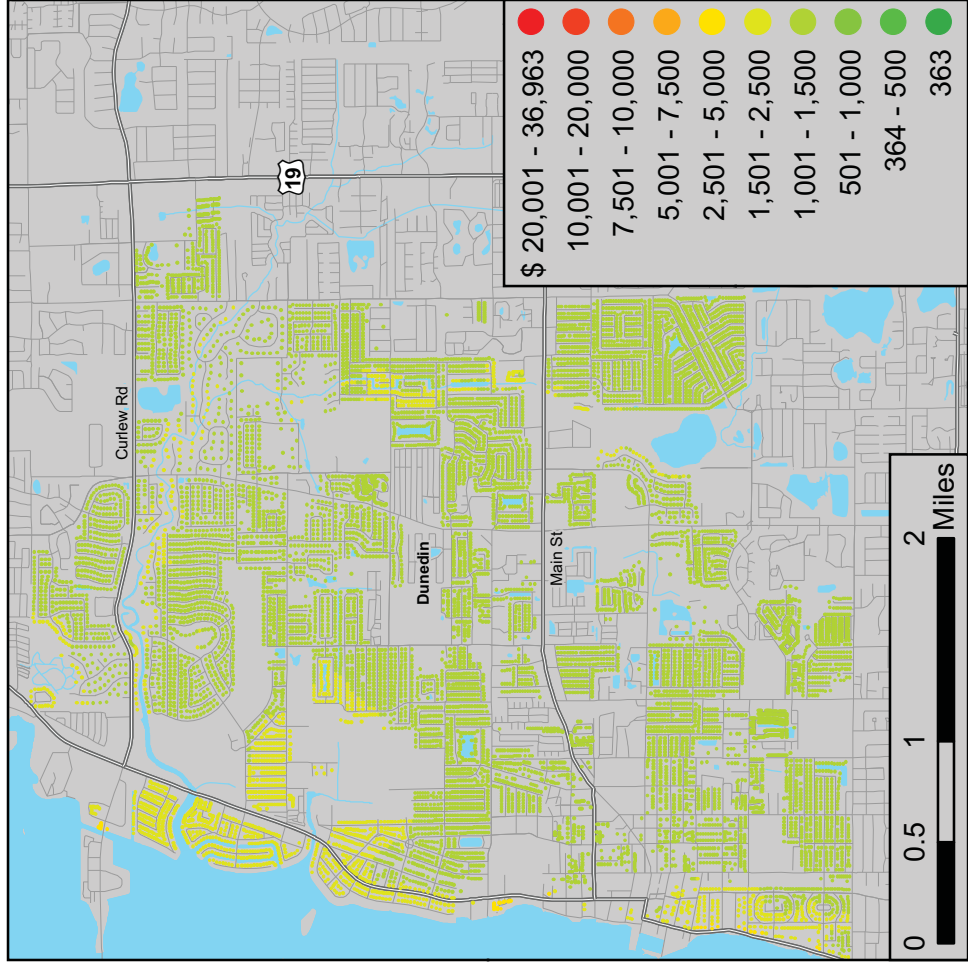 Curlew Rd
19
Dunedin
Main St
$ 20,001 - 36,963
10,001 - 20,000
7,501 - 10,000
5,001 - 7,500
2,501 - 5,000
1,501 - 2,500
1,001 - 1,500
501 - 1,000
364 - 500
363
0 0.5 1 2
Miles